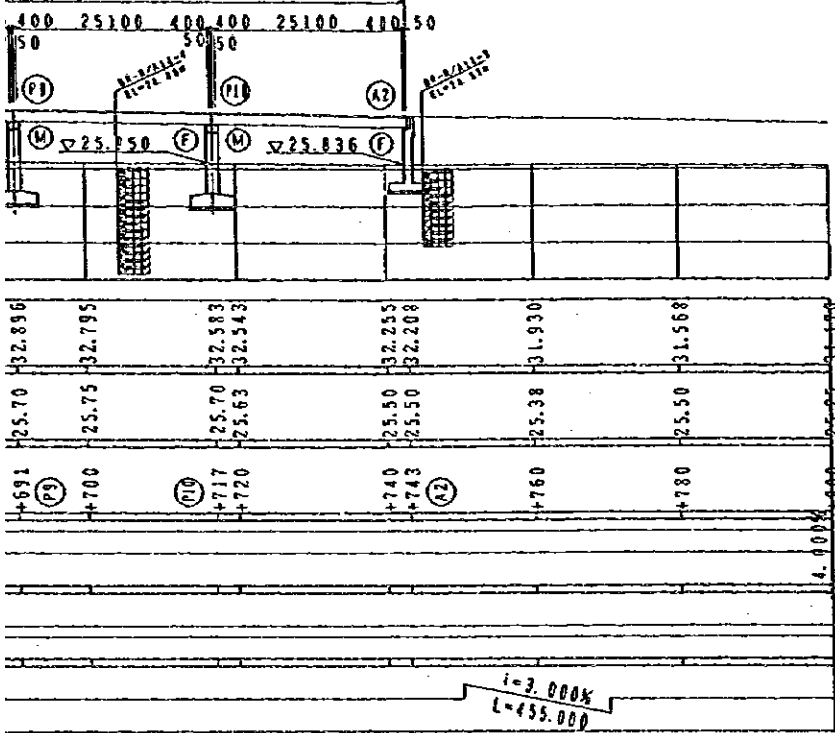 400 25100 400 400 25100 400 50
50 50 50
P9 P10 A2
M F M F
▽25.836
32.896 32.795 32.583 32.543 32.255 32.208 31.930 31.568
25.70 25.75 25.70 25.63 25.50 25.50 25.38 25.50
+691 P9 +700 P10 +717 +720 +740 +743 A2 +760 +780
4.000%
i=3.000%
L=455.000